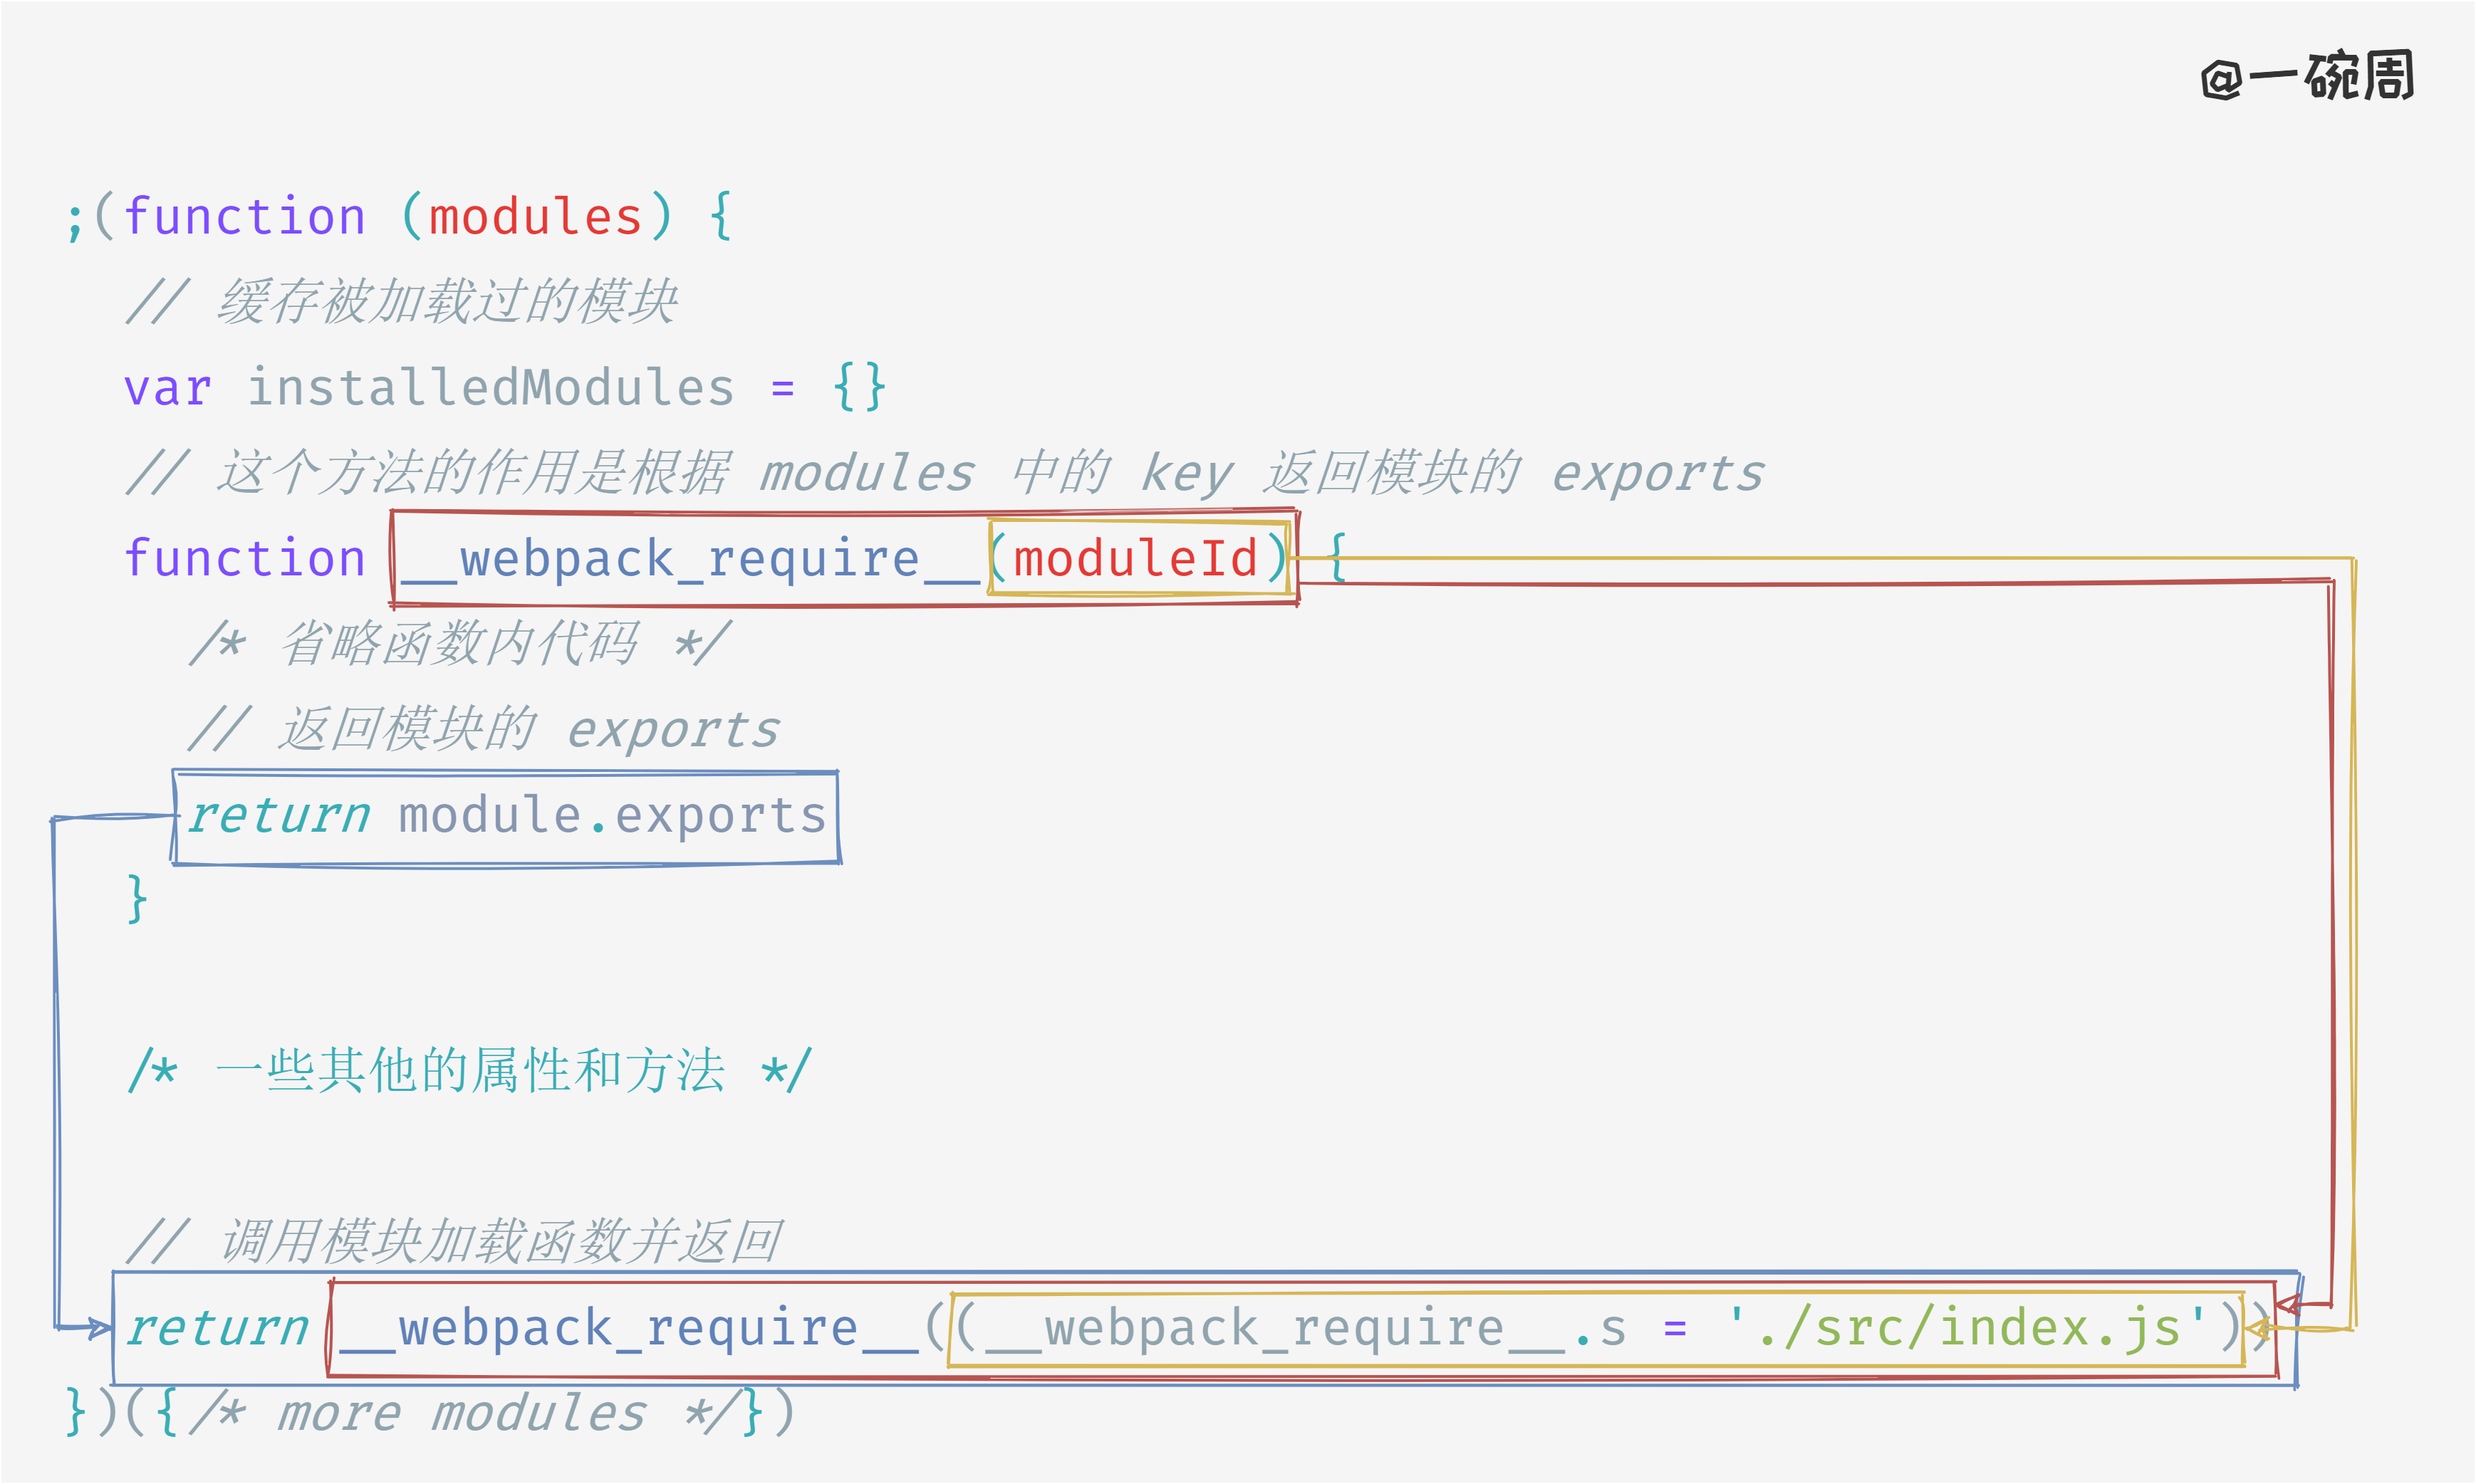 @一碗周
;(function (modules) {
// 缓存被加载过的模块
var installedModules = {}
// 这个方法的作用是根据 modules 中的 key 返回模块的 exports
function __webpack_require__(moduleId) {
/* 省略函数内代码 */
// 返回模块的 exports
return module.exports
}
/* 一些其他的属性和方法 */
// 调用模块加载函数并返回
return __webpack_require__((__webpack_require__.s = './src/index.js'))
})({/* more modules */})